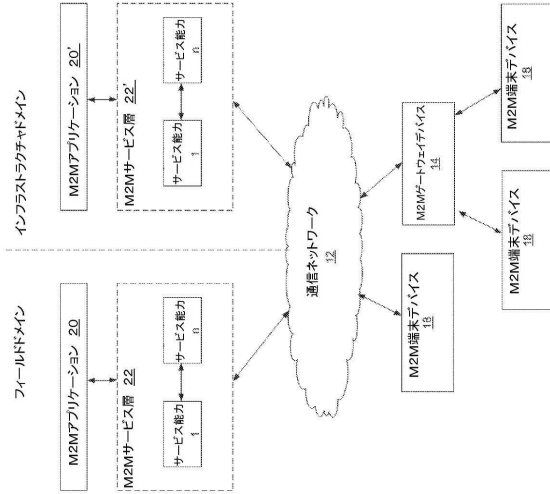 フィールドドメイン
インフラストラクチャドメイン
M2Mアプリケーション 20
M2Mアプリケーション 20'
M2Mサービス層 22
サービス能力
1
サービス能力
n
M2Mサービス層 22'
サービス能力
1
サービス能力
n
通信ネットワーク
12
M2M端末デバイス
18
M2Mゲートウェイデバイス
14
M2M端末デバイス
18
M2M端末デバイス
18